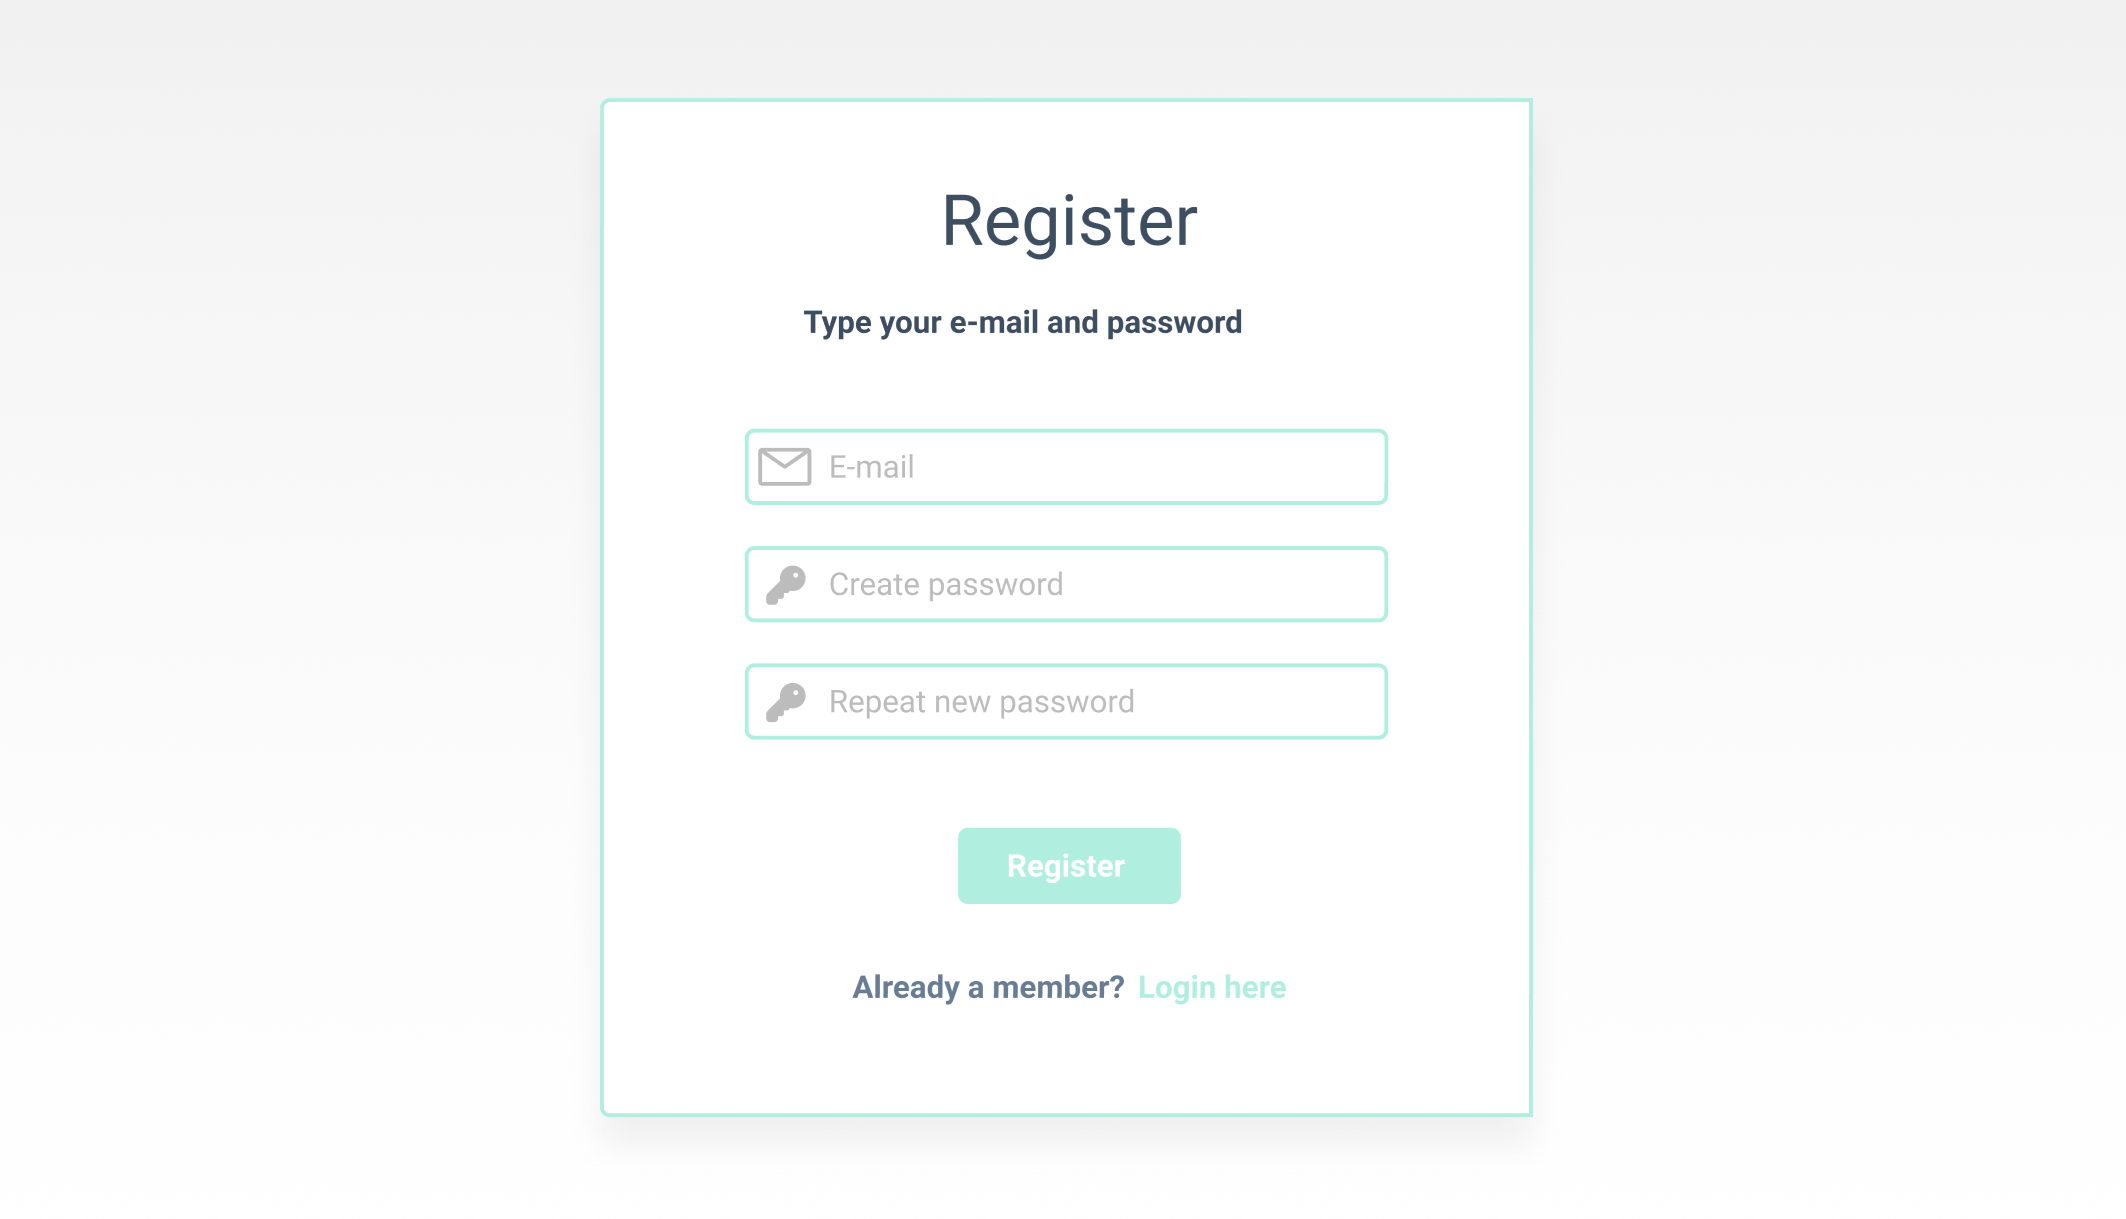 Register
Type your e-mail and password
E-mail
Create password
Repeat new password
Register
Already a member? Login here